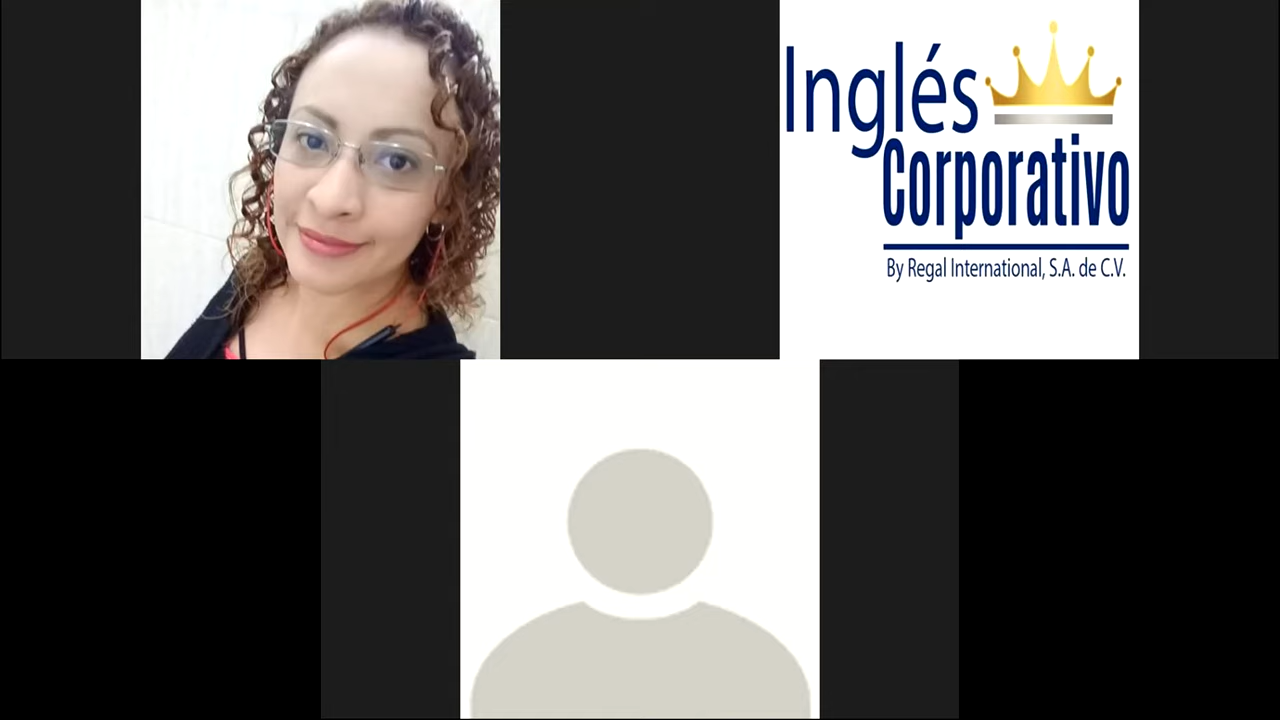 Inglés
Corporativo
By Regal International, S.A. de C.V.